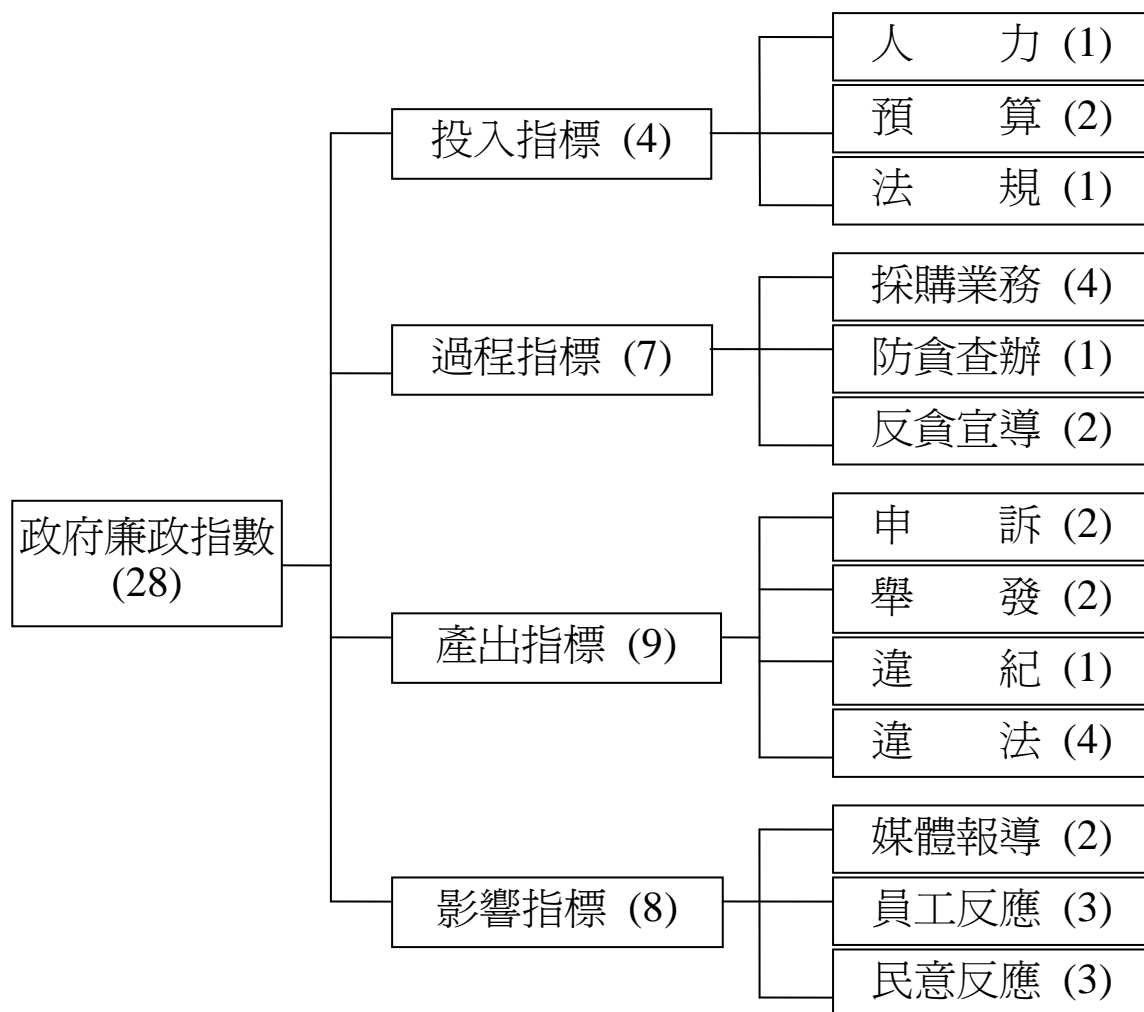 政府廉政指數
(28)
投入指標 (4)
人力 (1)
預算 (2)
法規 (1)
過程指標 (7)
採購業務 (4)
防貪查辦 (1)
反貪宣導 (2)
產出指標 (9)
申訴 (2)
舉發 (2)
違紀 (1)
違法 (4)
影響指標 (8)
媒體報導 (2)
員工反應 (3)
民意反應 (3)